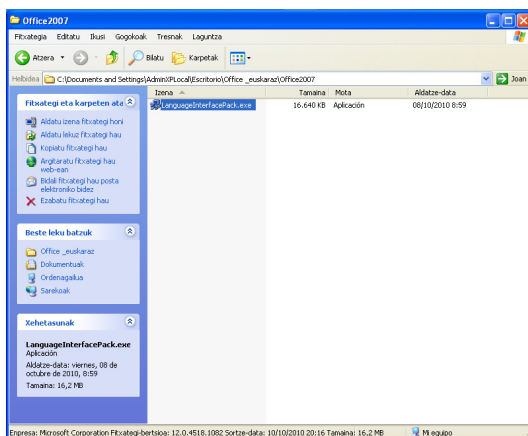 Office2007
Fitxategia Editatu Ikusi Gogokoak Tresnak Laguntza
Atzera Bilatu Karpetak
Helbidea C:\Documents and Settings\AdminXPLocal\Escritorio\Office _euskaraz\Office2007 Joan
Izena Tamaina Mota Aldatze-data
LanguageInterfacePack.exe 16.640 KB Aplicación 08/10/2010 8:59
Fitxategi eta karpeten ata
Aldatu izena fitxategi honi
Aldatu lekuz fitxategi hau
Kopiatu fitxategi hau
Argitaratu fitxategi hau
web-ean
Bidali fitxategi hau posta
elektroniko bidez
Ezabatu fitxategi hau
Beste leku batzuk
Office _euskaraz
Dokumentuak
Ordenagailua
Sarekoak
Xehetasunak
LanguageInterfacePack.exe
Aplicación
Aldatze-data: viernes, 08 de
octubre de 2010, 8:59
Tamaina: 16,2 MB
Enpresa: Microsoft Corporation Fitxategi-bertsioa: 12.0.4518.1082 Sortze-data: 10/10/2010 20:16 Tamaina: 16,2 MB Mi equipo